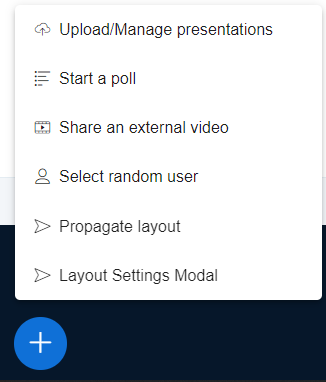 Upload/Manage presentations
Start a poll
Share an external video
Select random user
Propagate layout
Layout Settings Modal